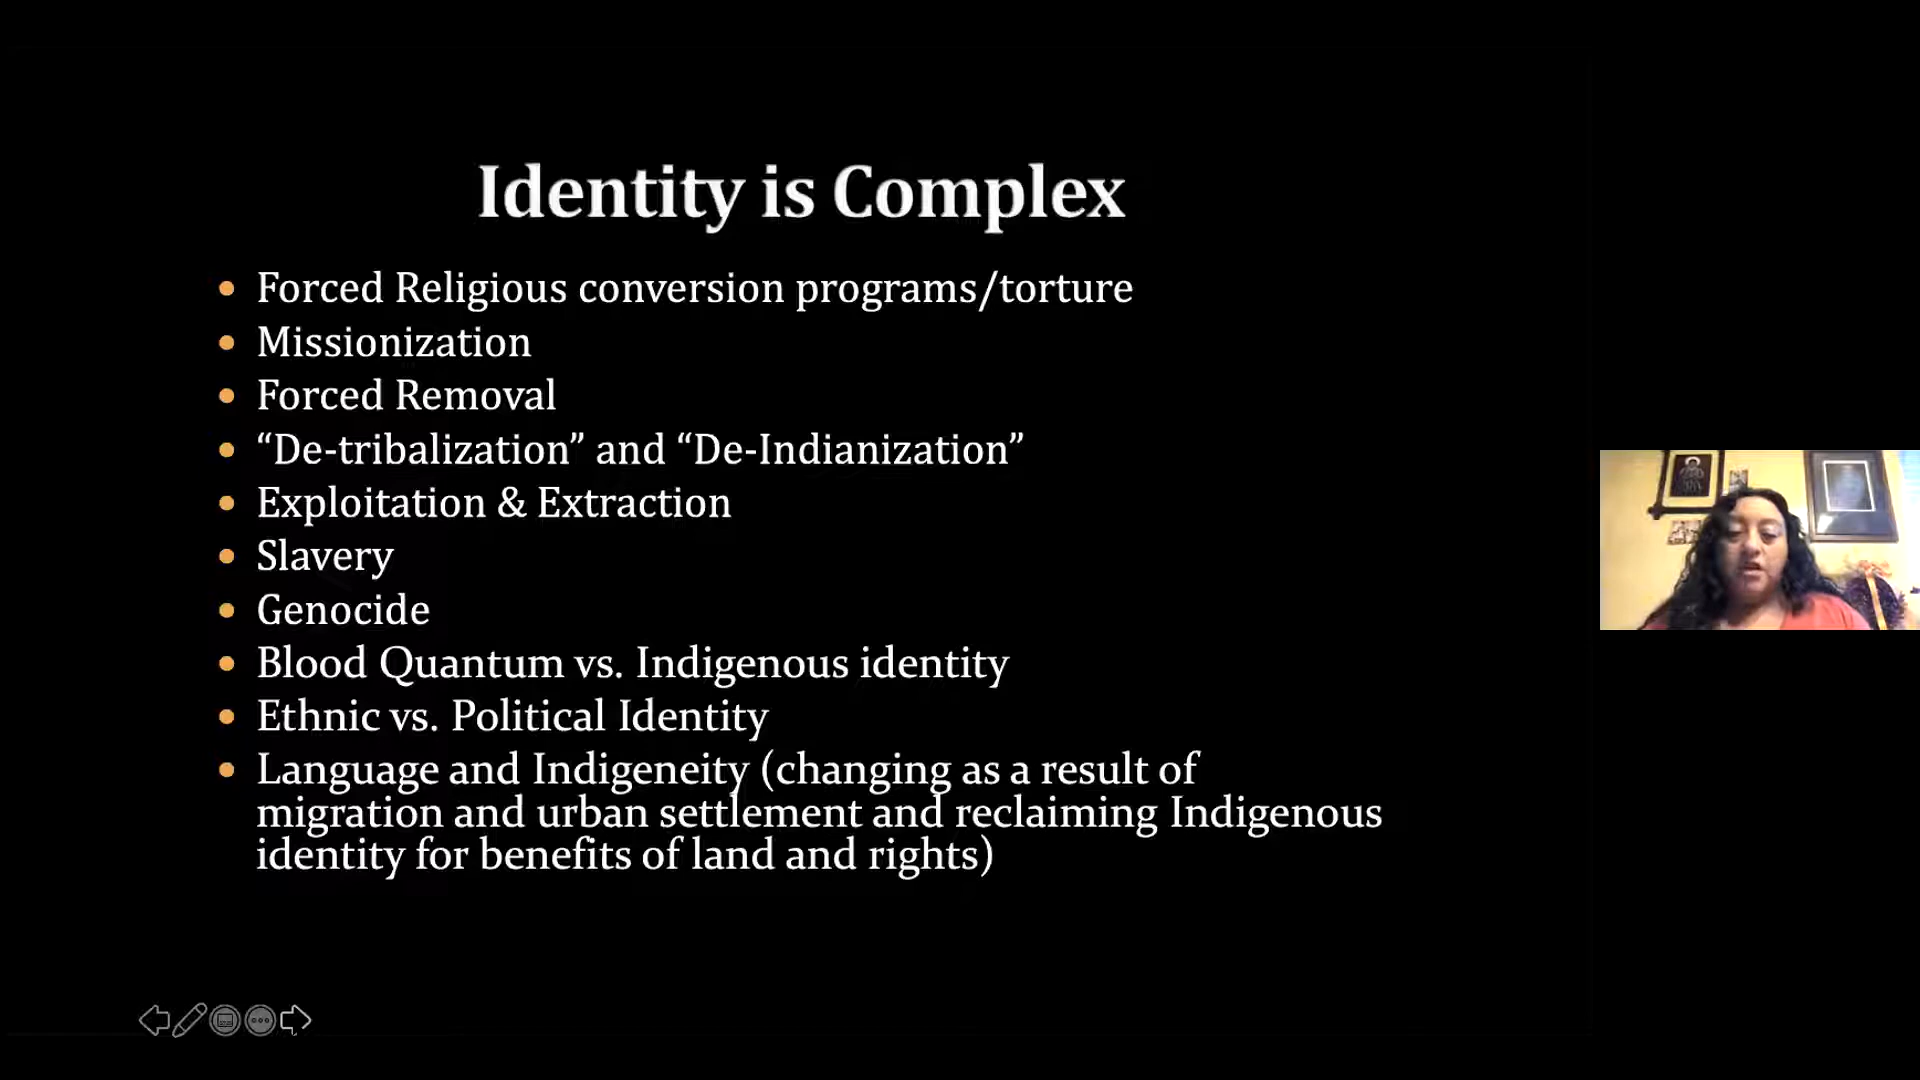 Identity is Complex
• Forced Religious conversion programs/torture
• Missionization
• Forced Removal
• “De-tribalization” and “De-Indianization”
• Exploitation & Extraction
• Slavery
• Genocide
• Blood Quantum vs. Indigenous identity
• Ethnic vs. Political Identity
• Language and Indigeneity (changing as a result of
migration and urban settlement and reclaiming Indigenous
identity for benefits of land and rights)